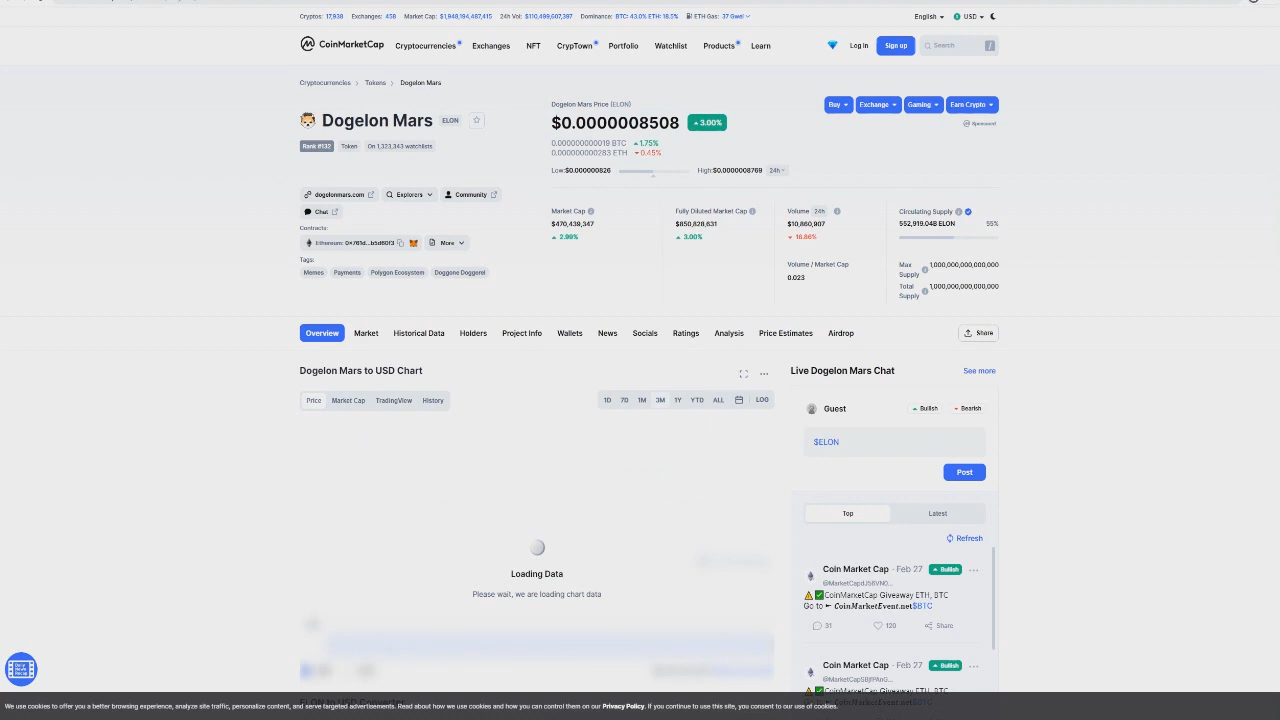 Cryptos: 17,938 Exchanges: 458 Market Cap: $1,948,194,487,415 24h Vol: $110,499,607,397 Dominance: BTC: 43.0% ETH: 18.5% ETH Gas: 37 Gwei English USD
CoinMarketCap Cryptocurrencies Exchanges NFT CrypTown Portfolio Watchlist Products Learn Log In Sign up Search /
Cryptocurrencies Tokens Dogelon Mars
Dogelon Mars ELON
Rank #132 Token On 1,323,343 watchlists
dogelonmars.com Explorers Community
Chat
Contracts:
Ethereum: 0x761d...b5d60f3 More
Tags:
Memes Payments Polygon Ecosystem Doggone Doggerel
Dogelon Mars Price (ELON)
$0.0000008508 3.00%
0.000000000019 BTC 1.75%
0.000000000283 ETH 0.45%
Low:$0.000000826 High:$0.0000008769 24h
Buy Exchange Gaming Earn Crypto
Sponsored
Market Cap
$470,439,347
2.99%
Fully Diluted Market Cap
$850,828,631
3.00%
Volume 24h
$10,860,907
16.86%
Volume / Market Cap
0.023
Circulating Supply
552,919.04B ELON 55%
Max Supply 1,000,000,000,000,000
Total Supply 1,000,000,000,000,000
Overview Market Historical Data Holders Project Info Wallets News Socials Ratings Analysis Price Estimates Airdrop Share
Dogelon Mars to USD Chart
Price Market Cap TradingView History 1D 7D 1M 3M 1Y YTD ALL LOG
Loading Data
Please wait, we are loading chart data
Live Dogelon Mars Chat See more
Guest Bullish Bearish
$ELON
Post
Top Latest
Refresh
Coin Market Cap · Feb 27 Bullish
@MarketCapdJ56VN0...
CoinMarketCap Giveaway ETH, BTC
Go to ➼ CoinMarketEvent.net$BTC
31 120 Share
Coin Market Cap · Feb 27 Bullish
@MarketCapSBjfPAnG...
CoinMarketCap Giveaway ETH, BTC
Daily News Recap
We use cookies to offer you a better browsing experience, analyze site traffic, personalize content, and serve targeted advertisements. Read about how we use cookies and how you can control them on our Privacy Policy. If you continue to use this site, you consent to our use of cookies.